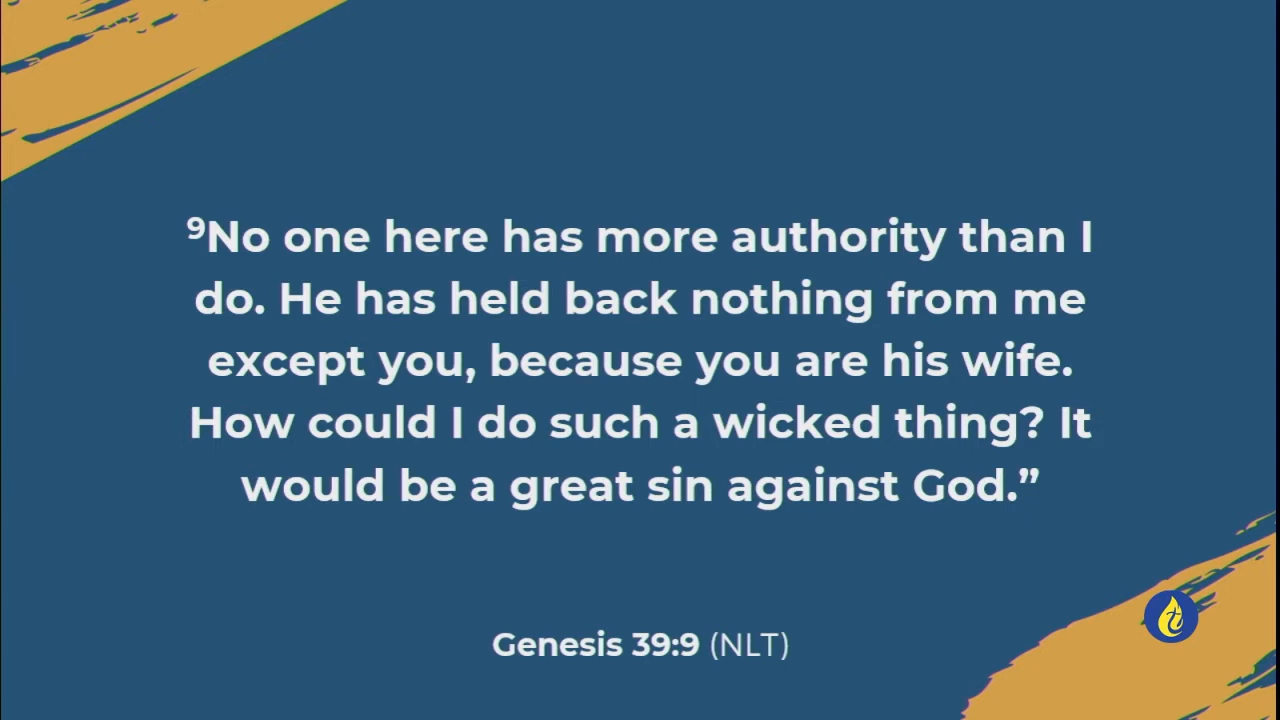 ⁹No one here has more authority than I
do. He has held back nothing from me
except you, because you are his wife.
How could I do such a wicked thing? It
would be a great sin against God.”
Genesis 39:9 (NLT)